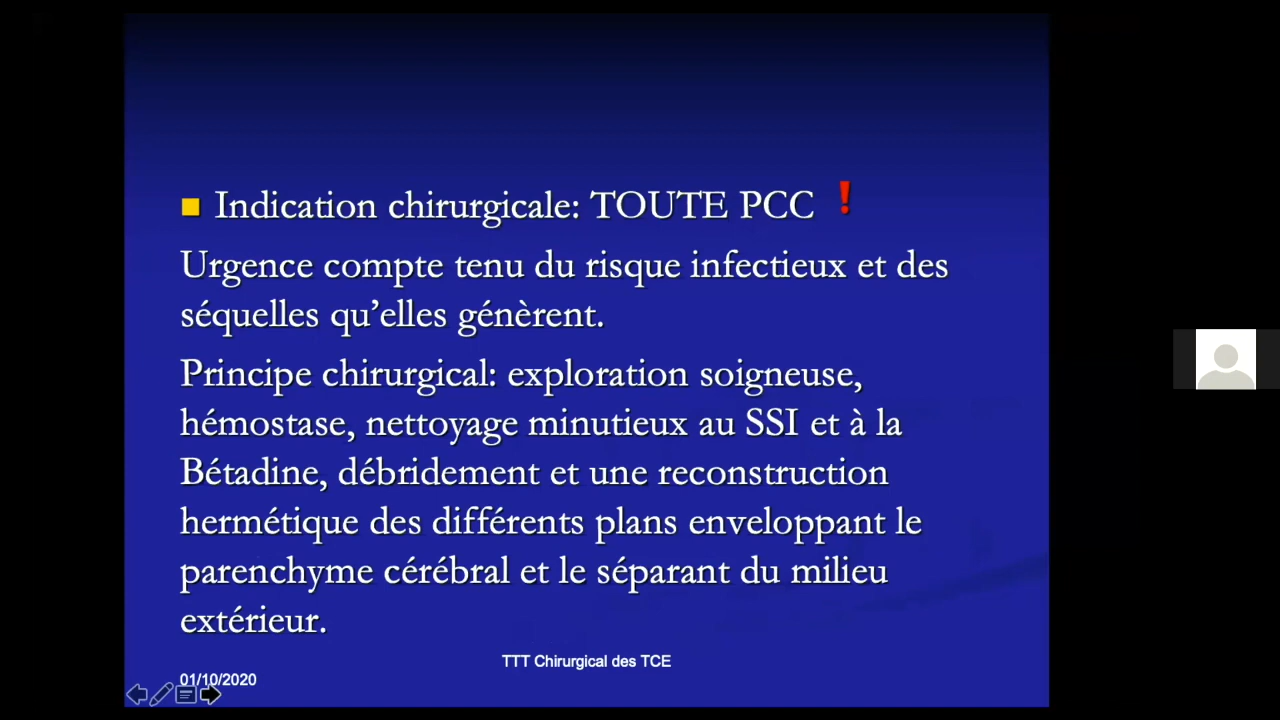 Indication chirurgicale: TOUTE PCC !
Urgence compte tenu du risque infectieux et des
séquelles qu’elles génèrent.
Principe chirurgical: exploration soigneuse,
hémostase, nettoyage minutieux au SSI et à la
Bétadine, débridement et une reconstruction
hermétique des différents plans enveloppant le
parenchyme cérébral et le séparant du milieu
extérieur.
TTT Chirurgical des TCE
01/10/2020